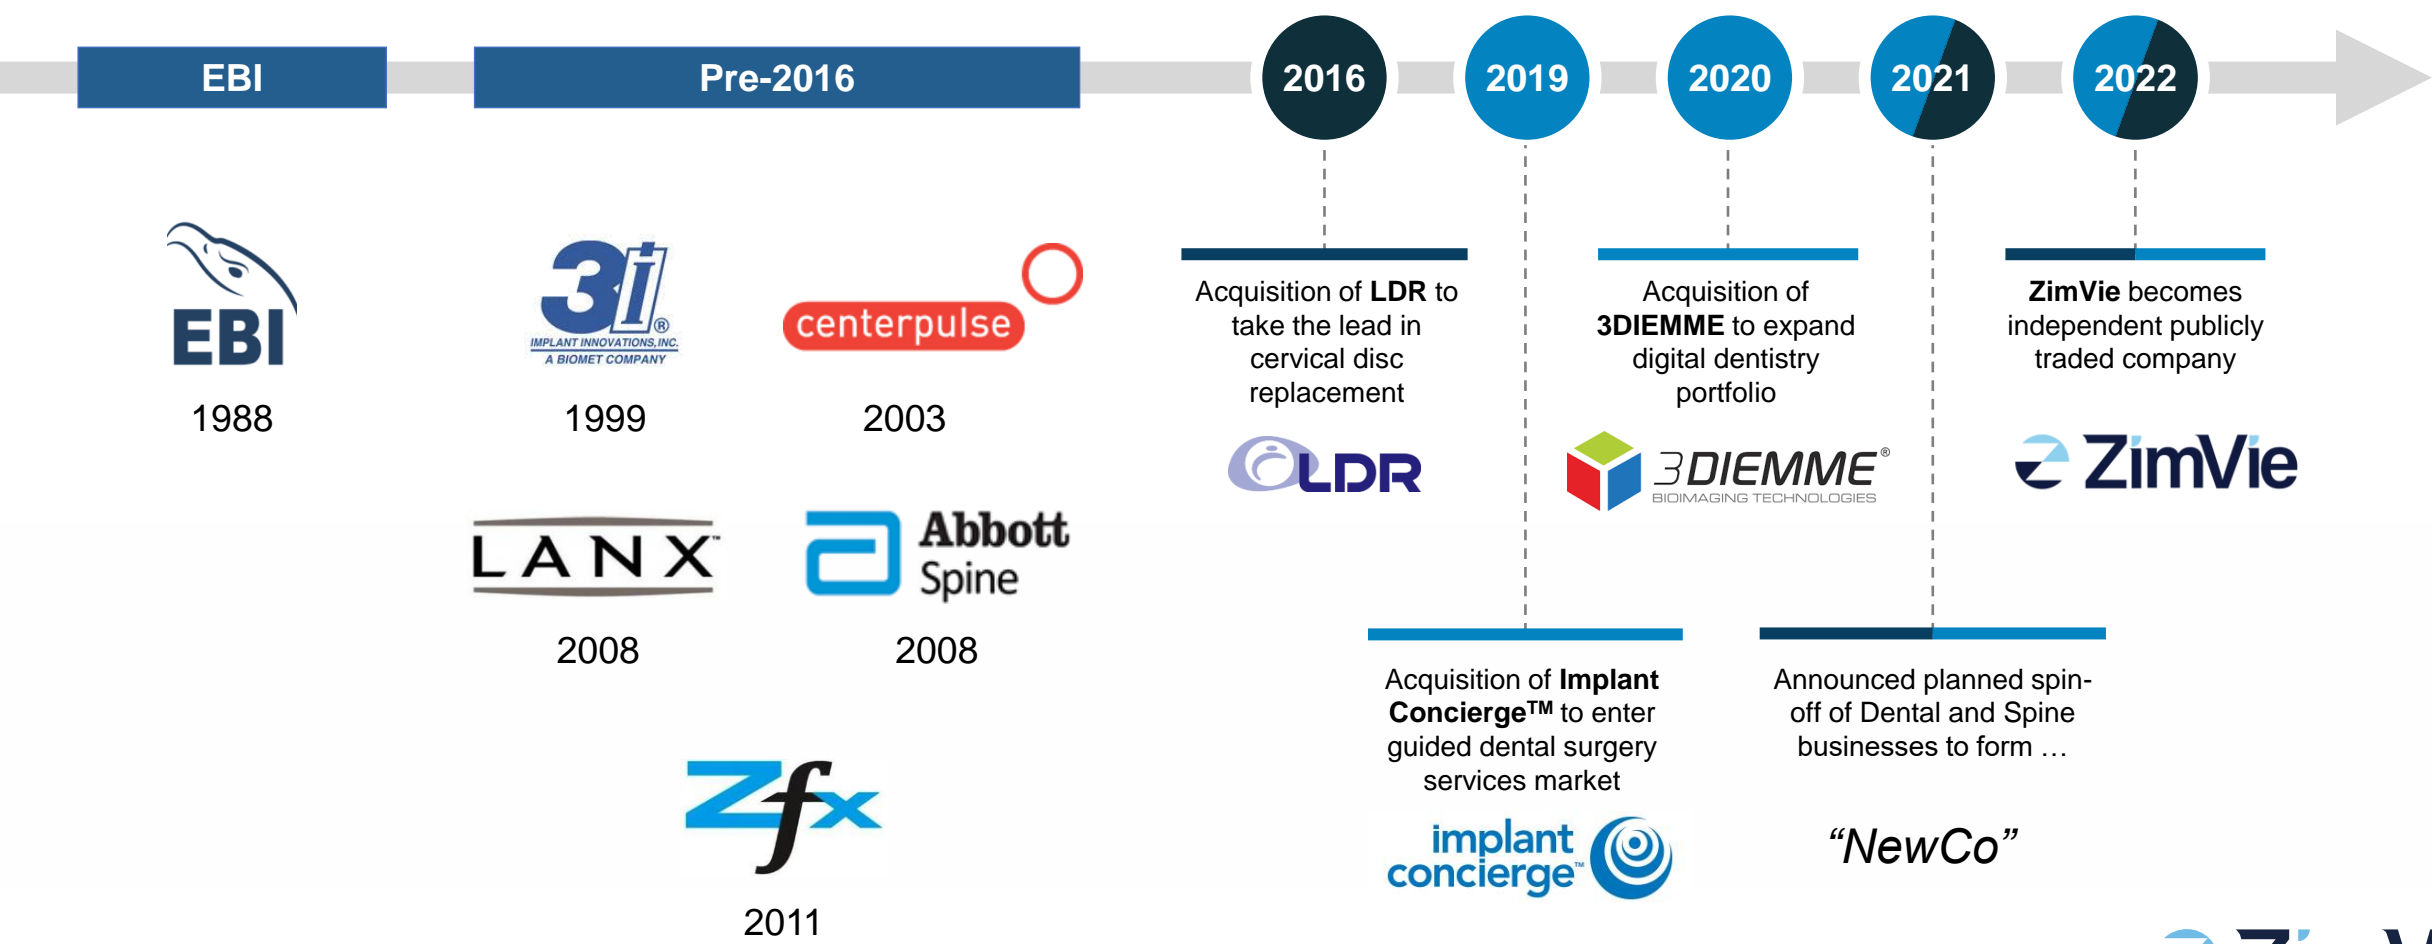 EBI
Pre-2016
2016
2019
2020
2021
2022
EBI
1988
3i®
IMPLANT INNOVATIONS, INC.
A BIOMET COMPANY
1999
centerpulse
2003
LANX™
2008
Abbott
Spine
2008
Zfx
2011
Acquisition of LDR to
take the lead in
cervical disc
replacement
LDR
Acquisition of Implant
Concierge™ to enter
guided dental surgery
services market
implant
concierge™
Acquisition of
3DIEMME to expand
digital dentistry
portfolio
3DIEMME®
BIOIMAGING TECHNOLOGIES
Announced planned spin-
off of Dental and Spine
businesses to form …
“NewCo”
ZimVie becomes
independent publicly
traded company
ZimVie